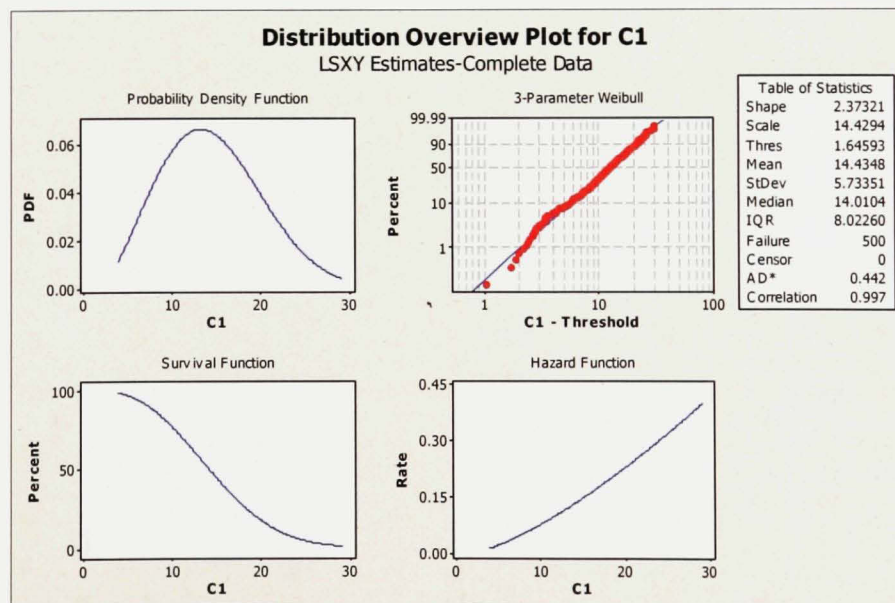 Distribution Overview Plot for C1
LSXY Estimates-Complete Data
Probability Density Function
PDF
0.06
0.04
0.02
0.00
0 10 20 30
C1
3-Parameter Weibull
Percent
99.99
90
50
10
1
1 10 100
C1 - Threshold
Table of Statistics
Shape 2.37321
Scale 14.4294
Thres 1.64593
Mean 14.4348
StDev 5.73351
Median 14.0104
IQR 8.02260
Failure 500
Censor 0
AD* 0.442
Correlation 0.997
Survival Function
Percent
100
50
0
0 10 20 30
C1
Hazard Function
Rate
0.45
0.30
0.15
0.00
0 10 20 30
C1